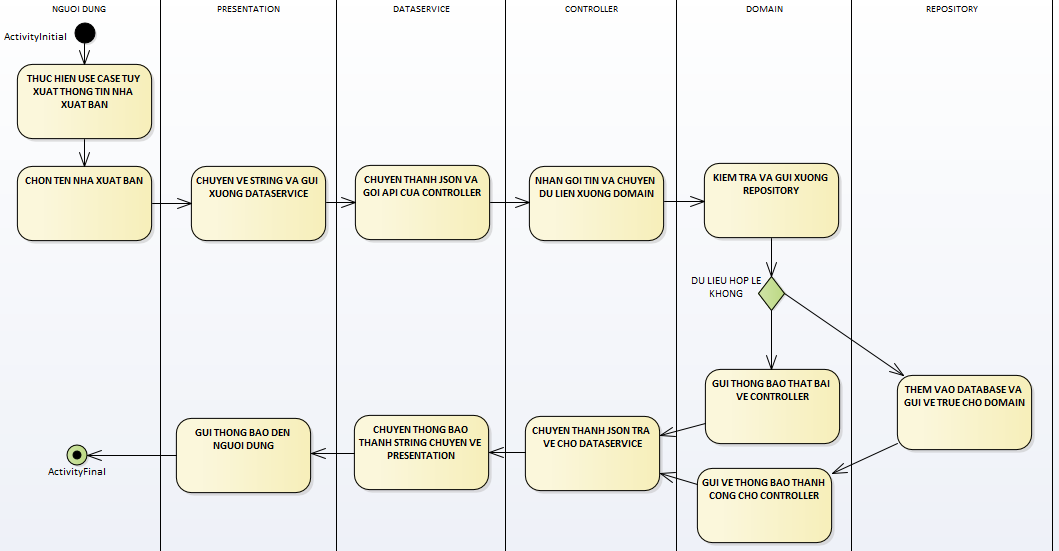 NGUOI DUNG
PRESENTATION
DATASERVICE
CONTROLLER
DOMAIN
REPOSITORY
ActivityInitial
THUC HIEN USE CASE TUY
XUAT THONG TIN NHA
XUAT BAN
CHON TEN NHA XUAT BAN
CHUYEN VE STRING VA GUI
XUONG DATASERVICE
CHUYEN THANH JSON VA
GOI API CUA CONTROLLER
NHAN GOI TIN VA CHUYEN
DU LIEN XUONG DOMAIN
KIEM TRA VA GUI XUONG
REPOSITORY
DU LIEU HOP LE
KHONG
GUI THONG BAO THAT BAI
VE CONTROLLER
THEM VAO DATABASE VA
GUI VE TRUE CHO DOMAIN
GUI VE THONG BAO THANH
CONG CHO CONTROLLER
CHUYEN THANH JSON TRA
VE CHO DATASERVICE
CHUYEN THONG BAO
THANH STRING CHUYEN VE
PRESENTATION
GUI THONG BAO DEN
NGUOI DUNG
ActivityFinal